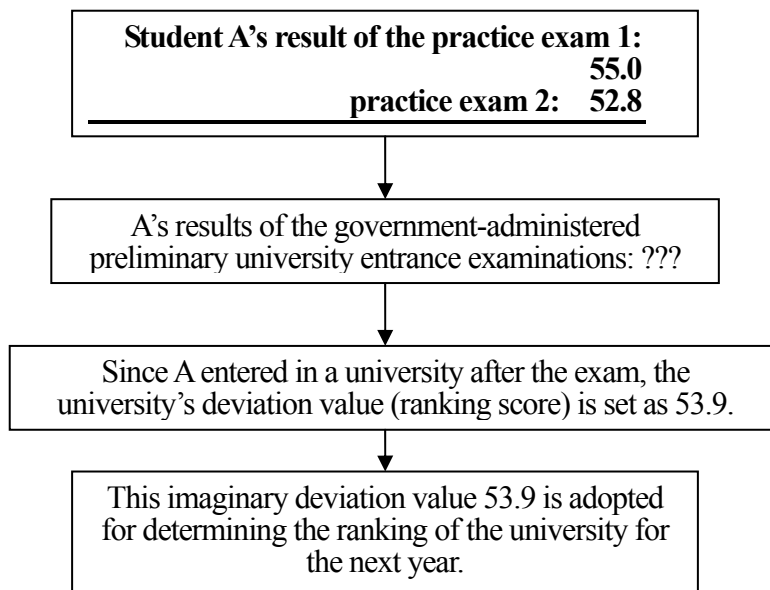 Student A’s result of the practice exam 1:
55.0
practice exam 2: 52.8
A’s results of the government-administered
preliminary university entrance examinations: ???
Since A entered in a university after the exam, the
university’s deviation value (ranking score) is set as 53.9.
This imaginary deviation value 53.9 is adopted
for determining the ranking of the university for
the next year.